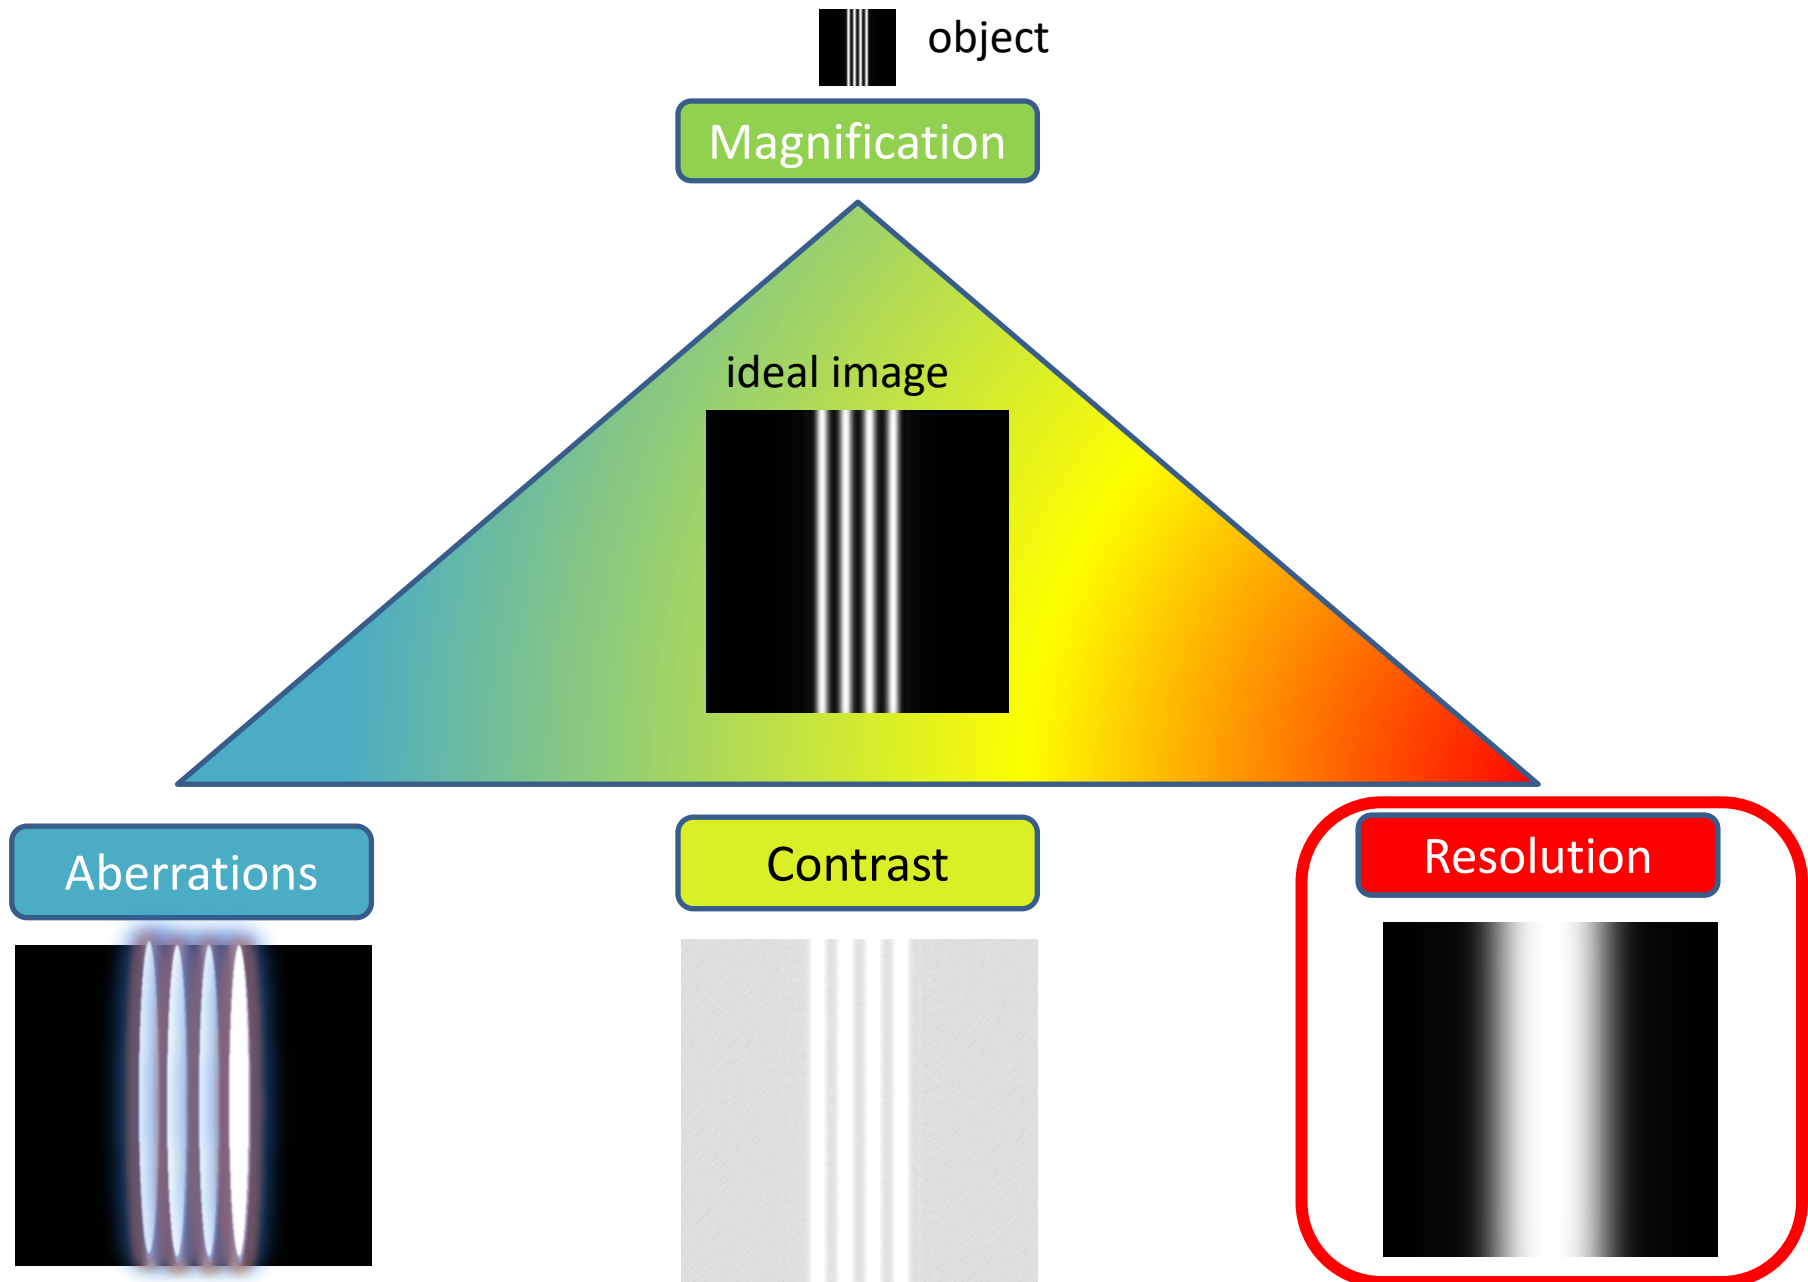 object
Magnification
ideal image
Aberrations
Contrast
Resolution